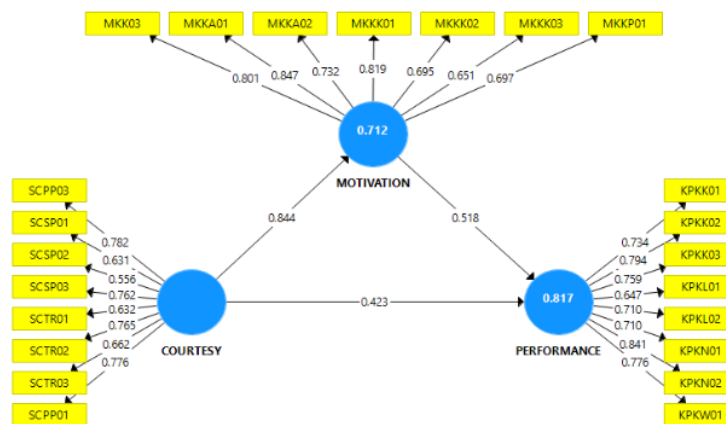 MKK03 MKKA01 MKKA02 MKKK01 MKKK02 MKKK03 MKKP01
0.801 0.847 0.732 0.819 0.695 0.651 0.697
0.712
MOTIVATION
SCPP03
SCSP01
SCSP02
SCSP03
SCTR01
SCTR02
SCTR03
SCPP01
0.782
0.631
0.556
0.762
0.632
0.765
0.662
0.776
COURTESY
0.844
0.518
0.423
0.817
PERFORMANCE
0.734
0.794
0.759
0.647
0.710
0.710
0.841
0.776
KPKK01
KPKK02
KPKK03
KPKL01
KPKL02
KPKN01
KPKN02
KPKW01